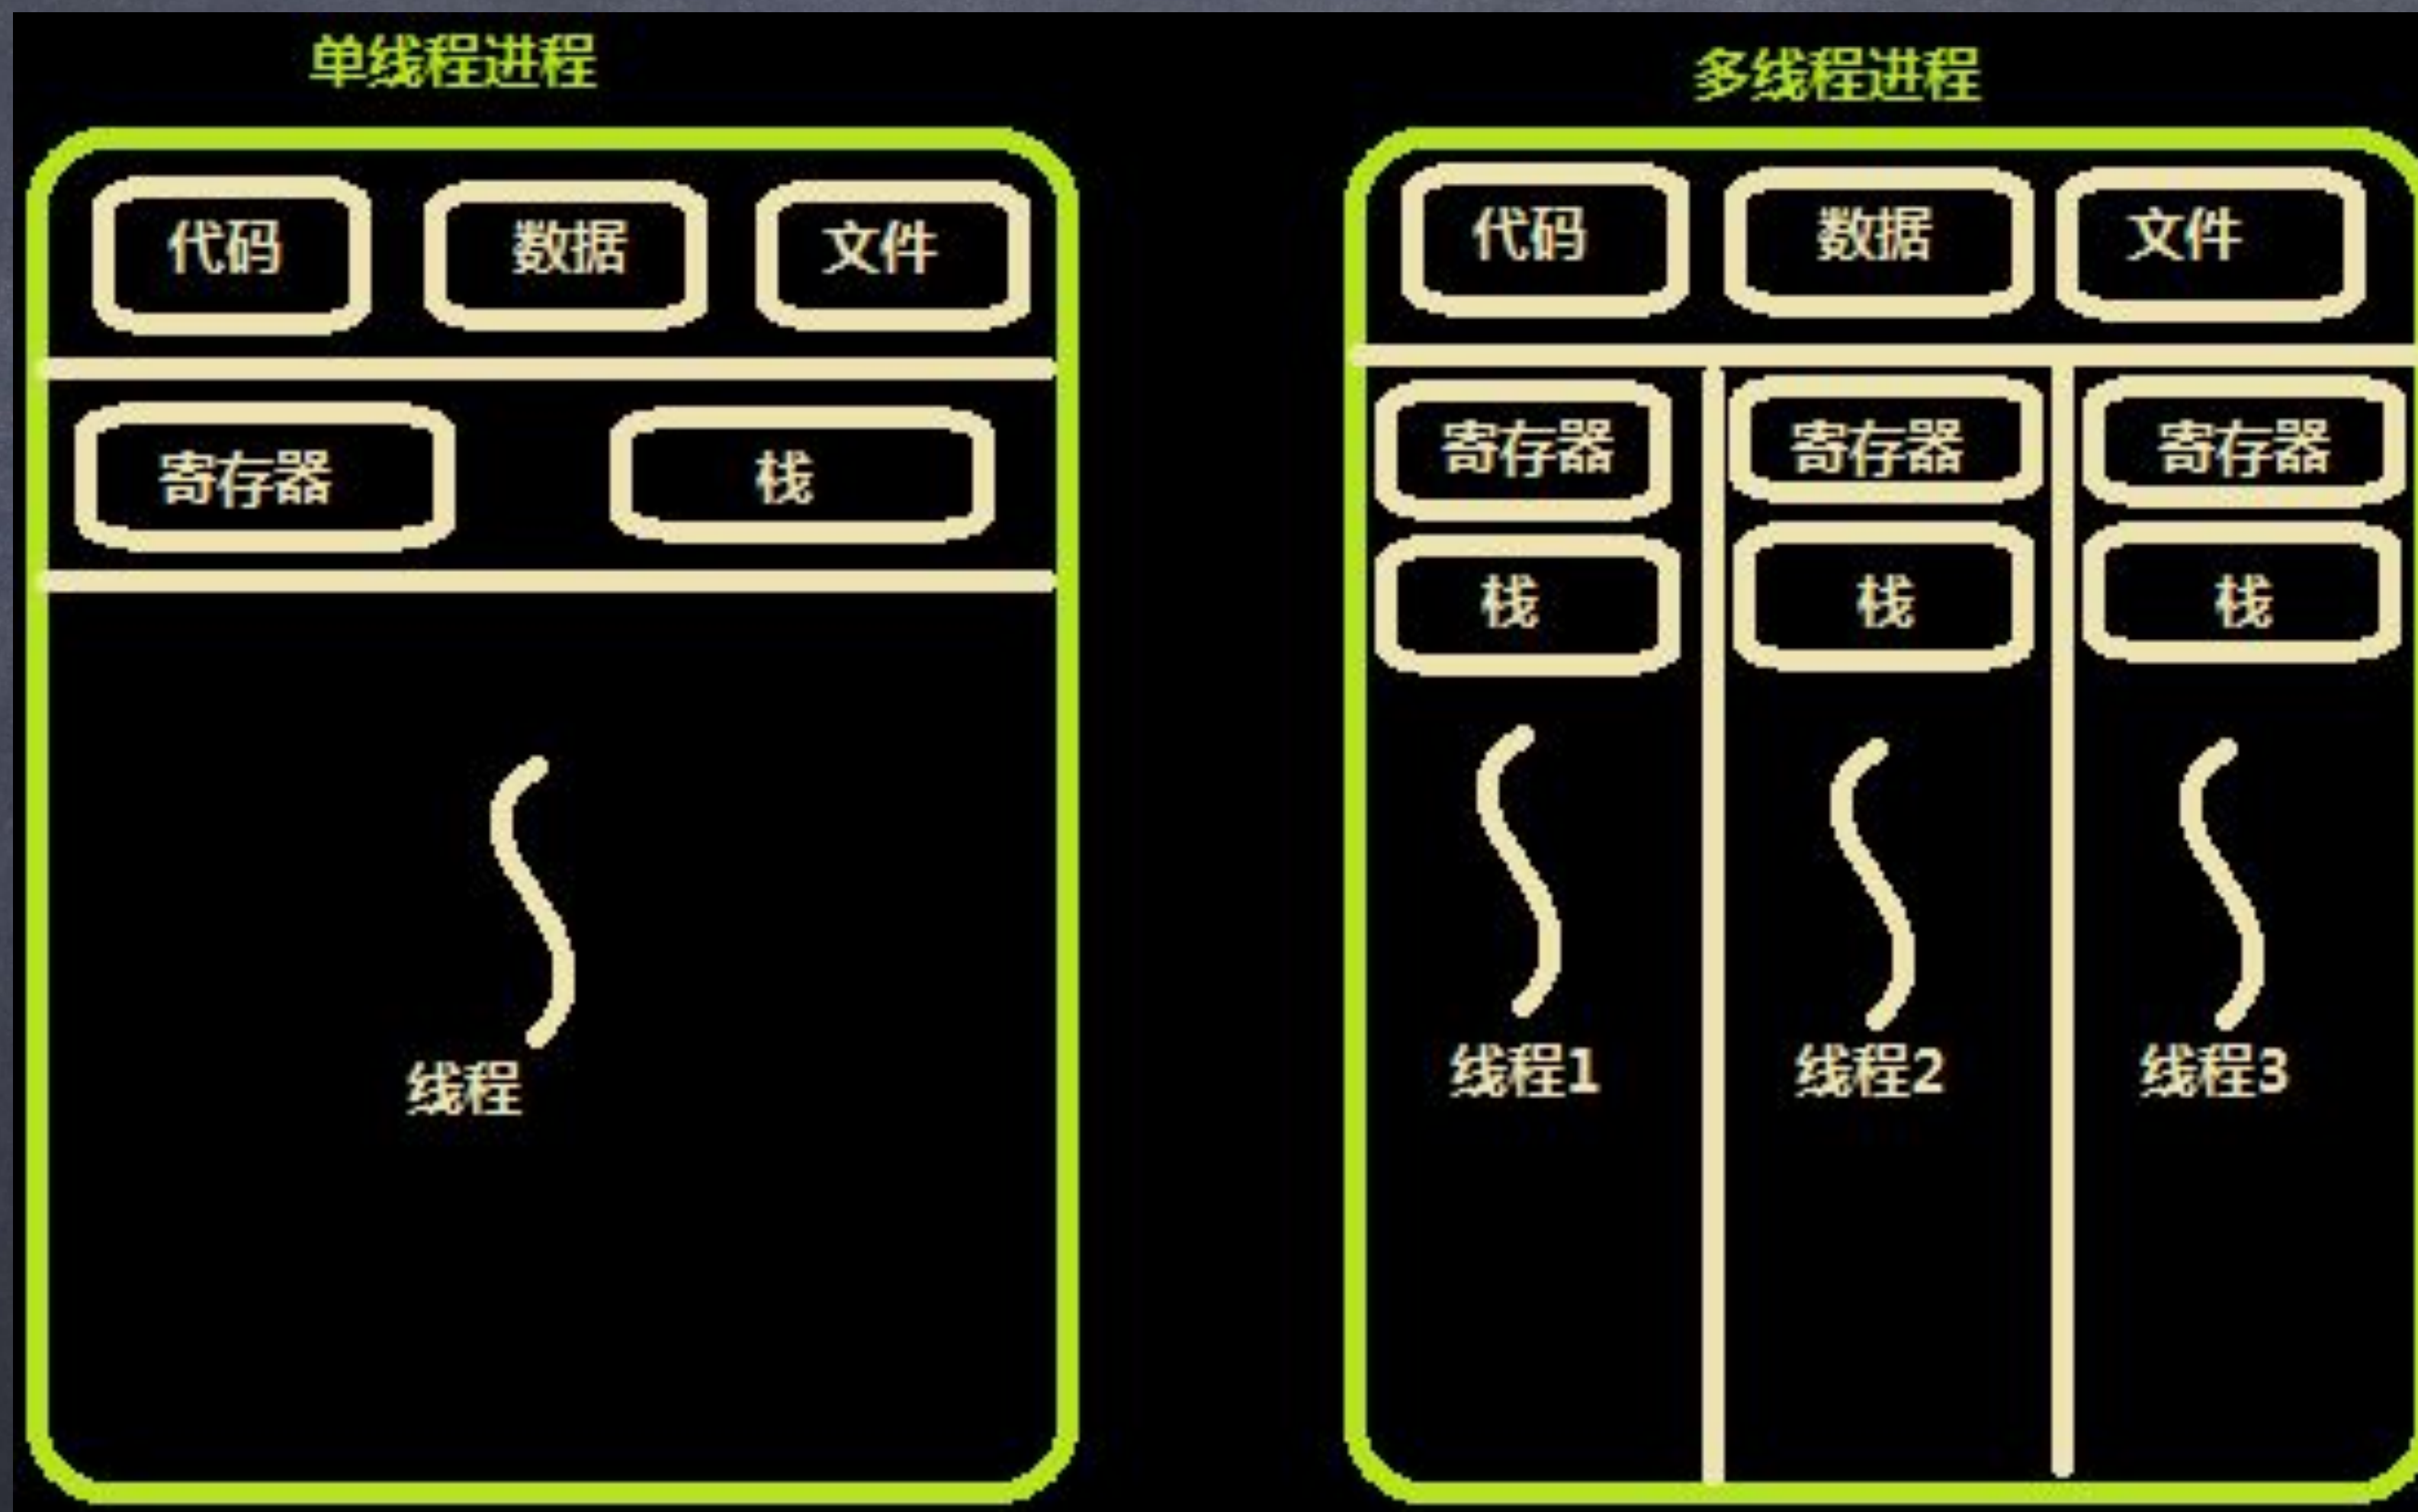 单线程进程
代码 数据 文件
寄存器 栈
线程
多线程进程
代码 数据 文件
寄存器 寄存器 寄存器
栈 栈 栈
线程1 线程2 线程3